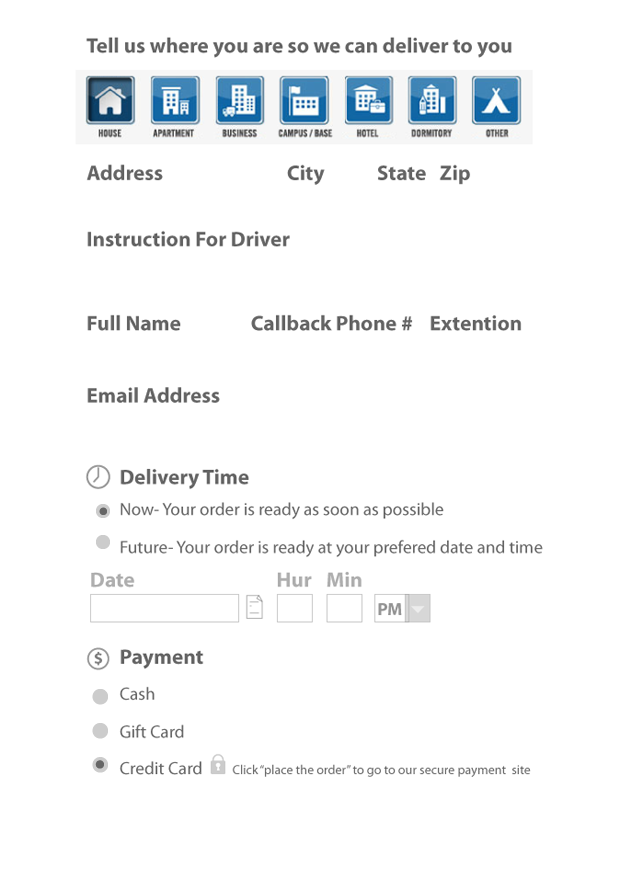 Tell us where you are so we can deliver to you
HOUSE APARTMENT BUSINESS CAMPUS / BASE HOTEL DORMITORY OTHER
Address City State Zip
Instruction For Driver
Full Name Callback Phone # Extention
Email Address
Delivery Time
Now- Your order is ready as soon as possible
Future- Your order is ready at your prefered date and time
Date Hur Min
PM
$ Payment
Cash
Gift Card
Credit Card Click "place the order" to go to our secure payment site